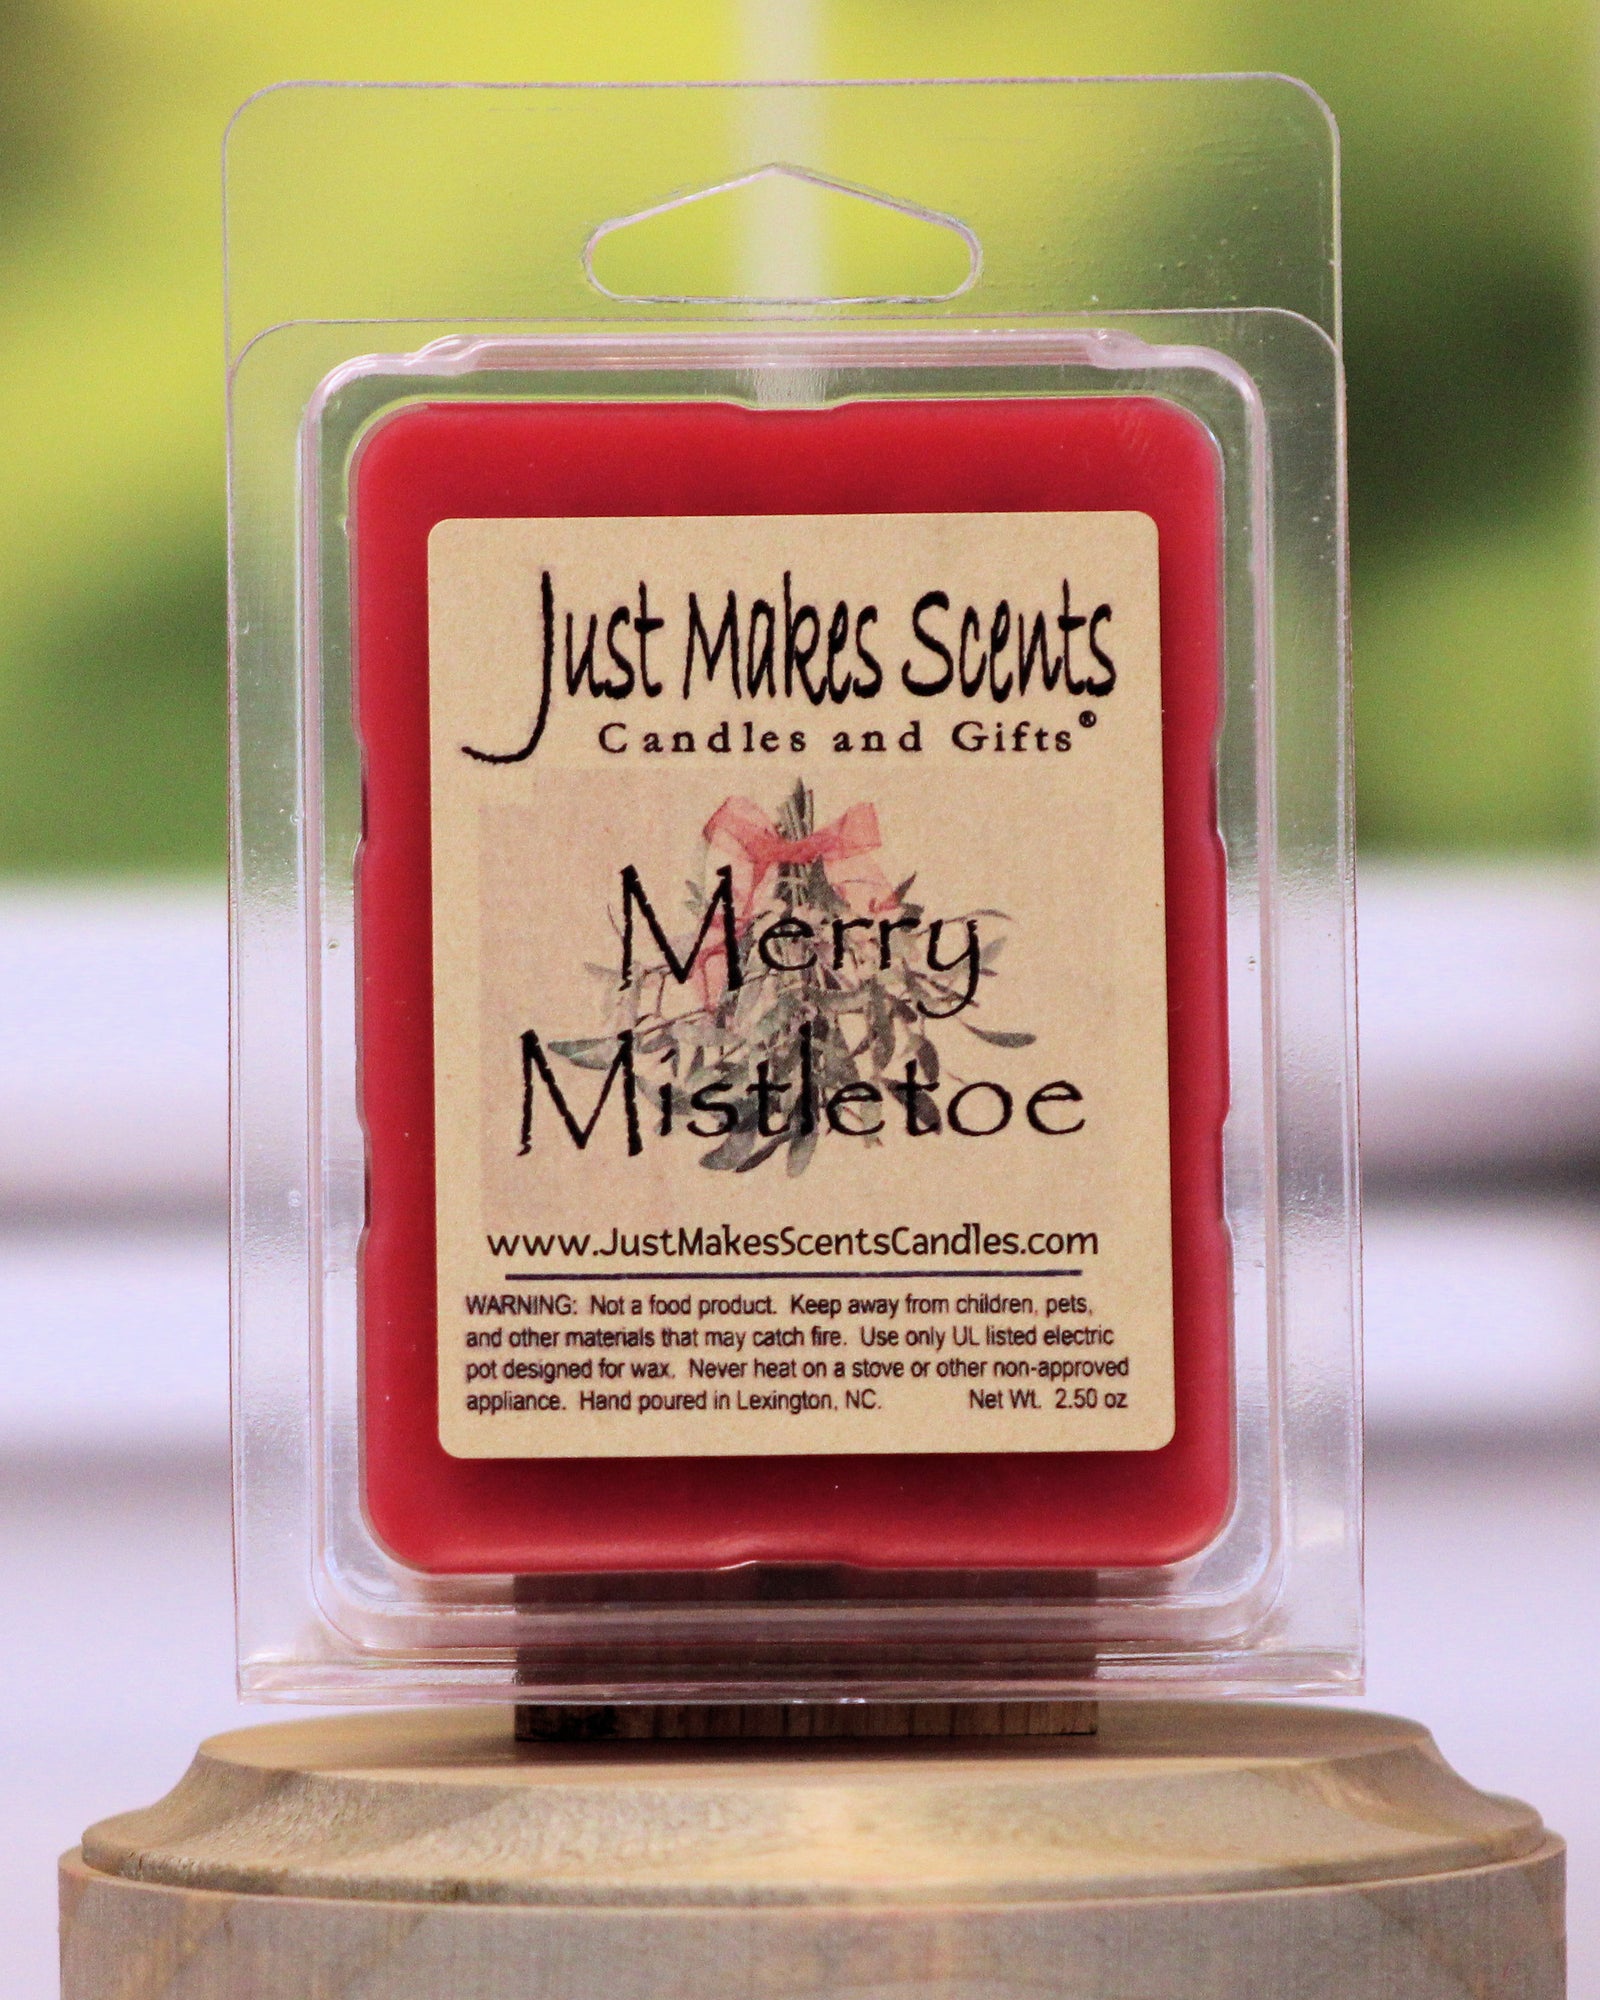 Just Makes Scents
Candles and Gifts®
Merry
Mistletoe
www.JustMakesScentsCandles.com
WARNING: Not a food product. Keep away from children, pets,
and other materials that may catch fire. Use only UL listed electric
pot designed for wax. Never heat on a stove or other non-approved
appliance. Hand poured in Lexington, NC. Net Wt. 2.50 oz